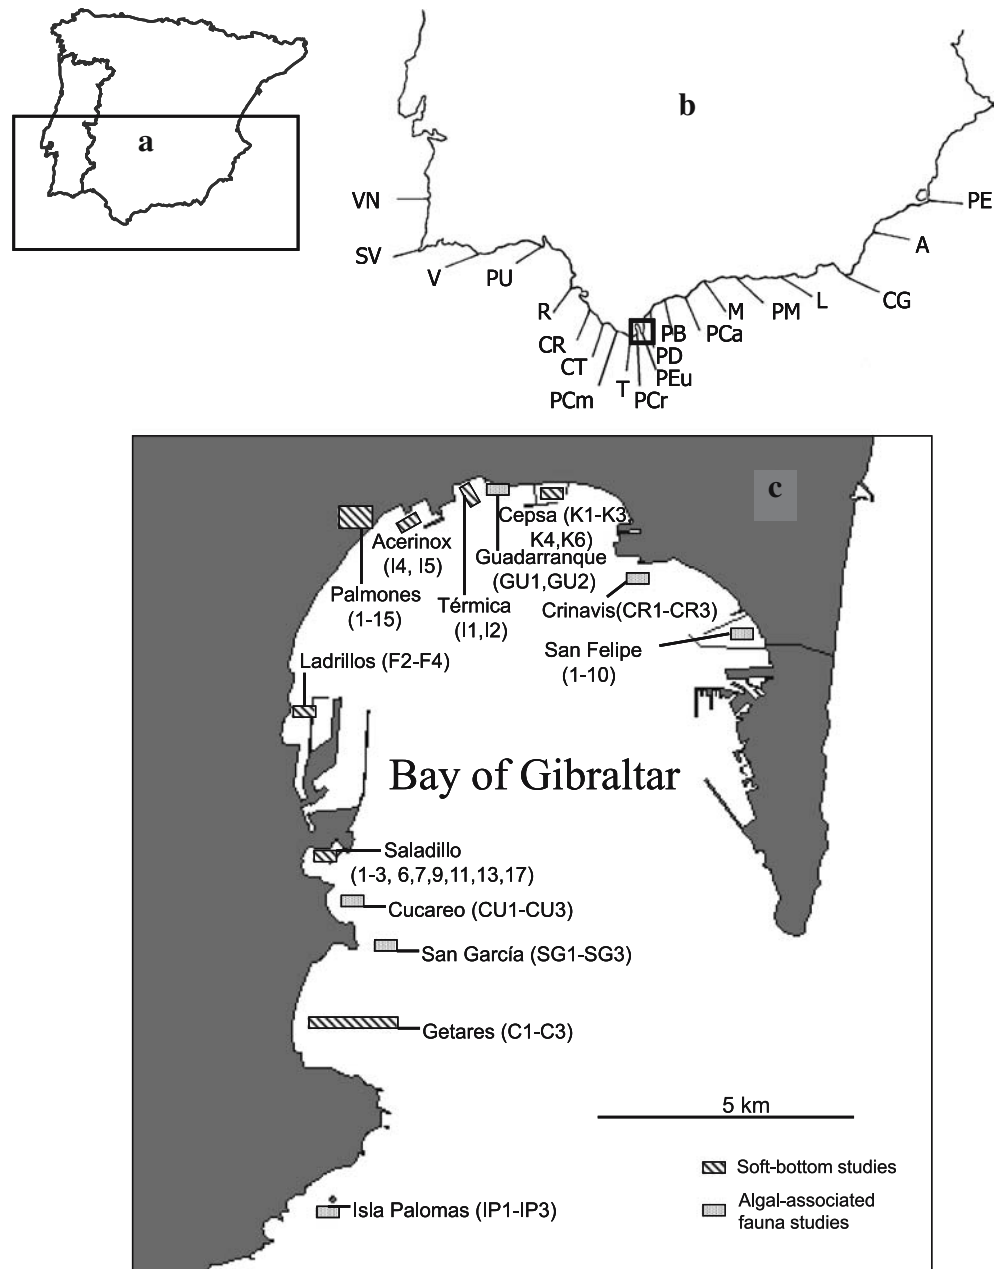 a
b
VN
SV
V
PU
R
CR
CT
PCm
T
PCr
PEu
PD
PB
PCa
M
PM
L
CG
A
PE
c
Cepsa (K1-K3,
K4,K6)
Acerinox
(I4, I5)
Guadarranque
(GU1,GU2)
Palmones
(1-15)
Térmica
(I1,I2)
Crinavis(CR1-CR3)
San Felipe
(1-10)
Ladrillos (F2-F4)
Bay of Gibraltar
Saladillo
(1-3, 6,7,9,11,13,17)
Cucareo (CU1-CU3)
San García (SG1-SG3)
Getares (C1-C3)
5 km
Soft-bottom studies
Algal-associated
fauna studies
Isla Palomas (IP1-IP3)